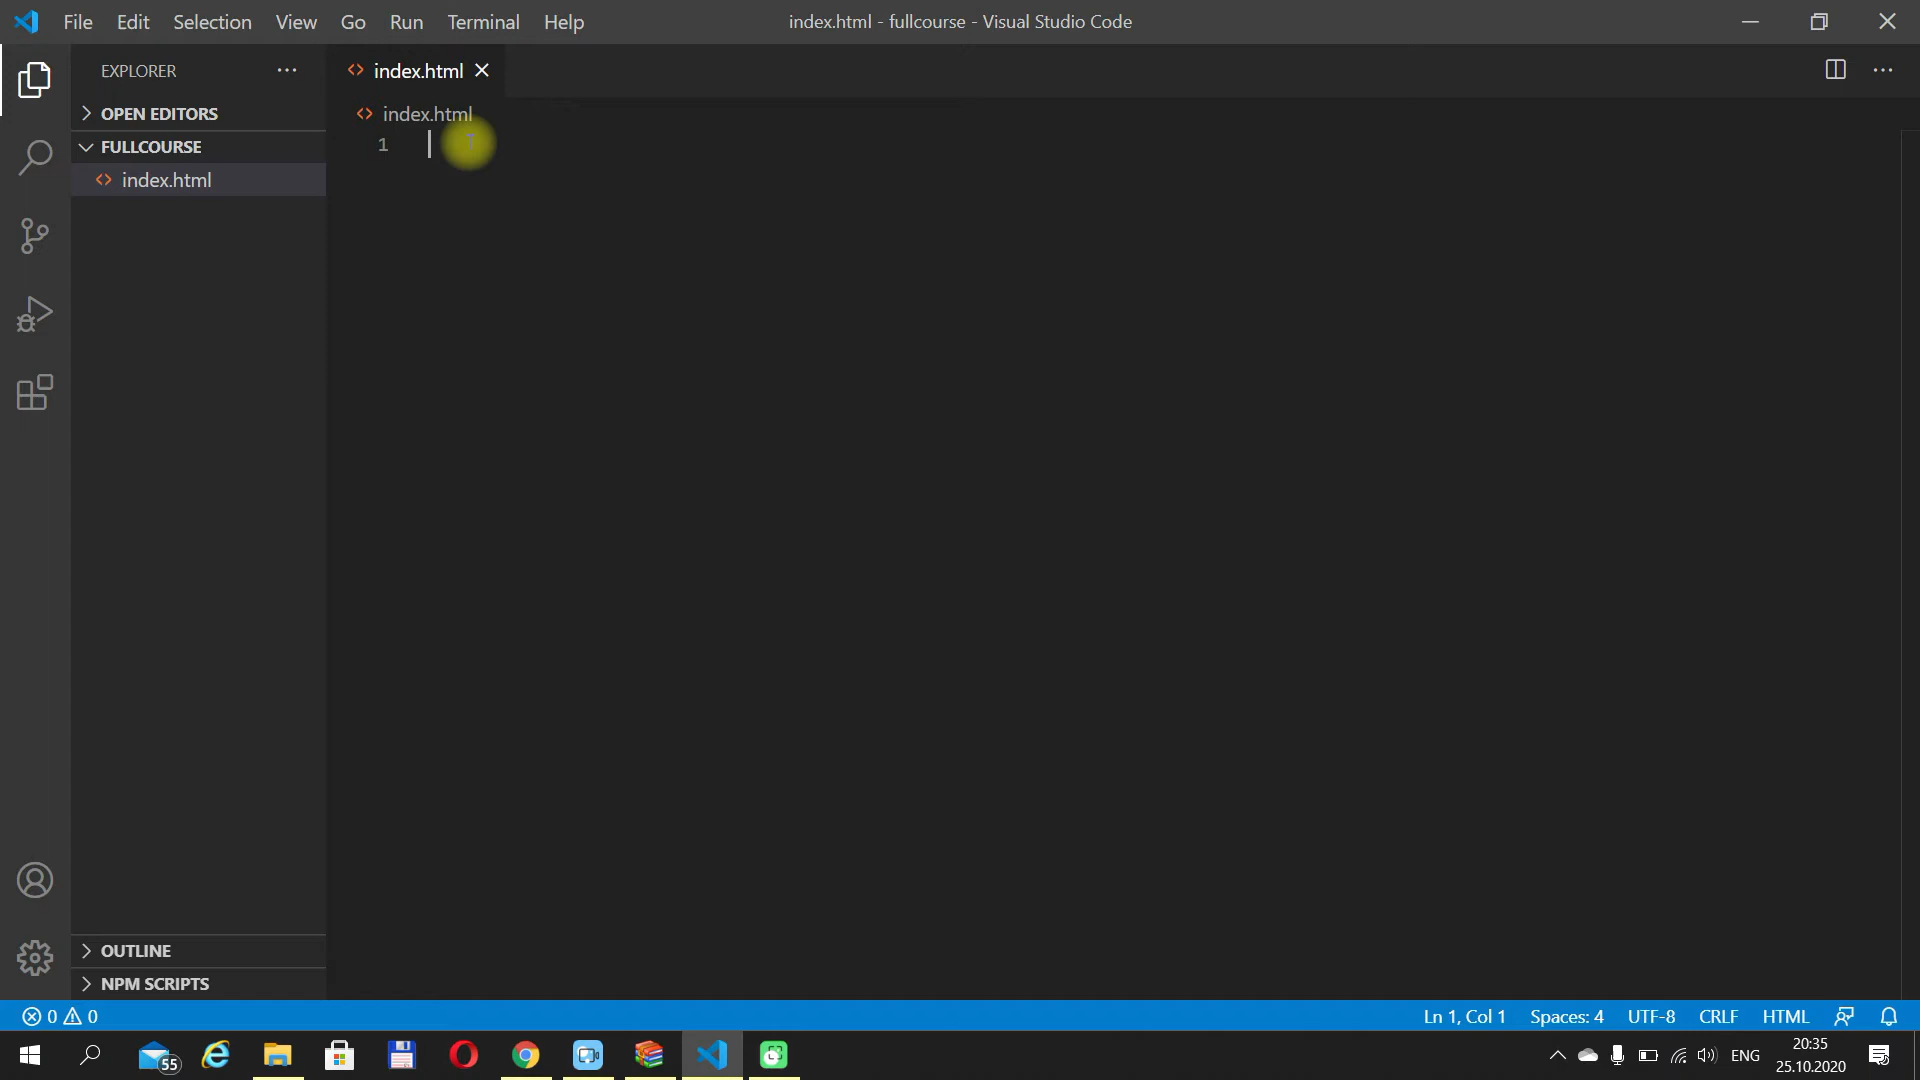 File Edit Selection View Go Run Terminal Help index.html - fullcourse - Visual Studio Code
EXPLORER
index.html
OPEN EDITORS
index.html
FULLCOURSE
1
index.html
OUTLINE
NPM SCRIPTS
0 0 Ln 1, Col 1 Spaces: 4 UTF-8 CRLF HTML
55
ENG
20:35
25.10.2020